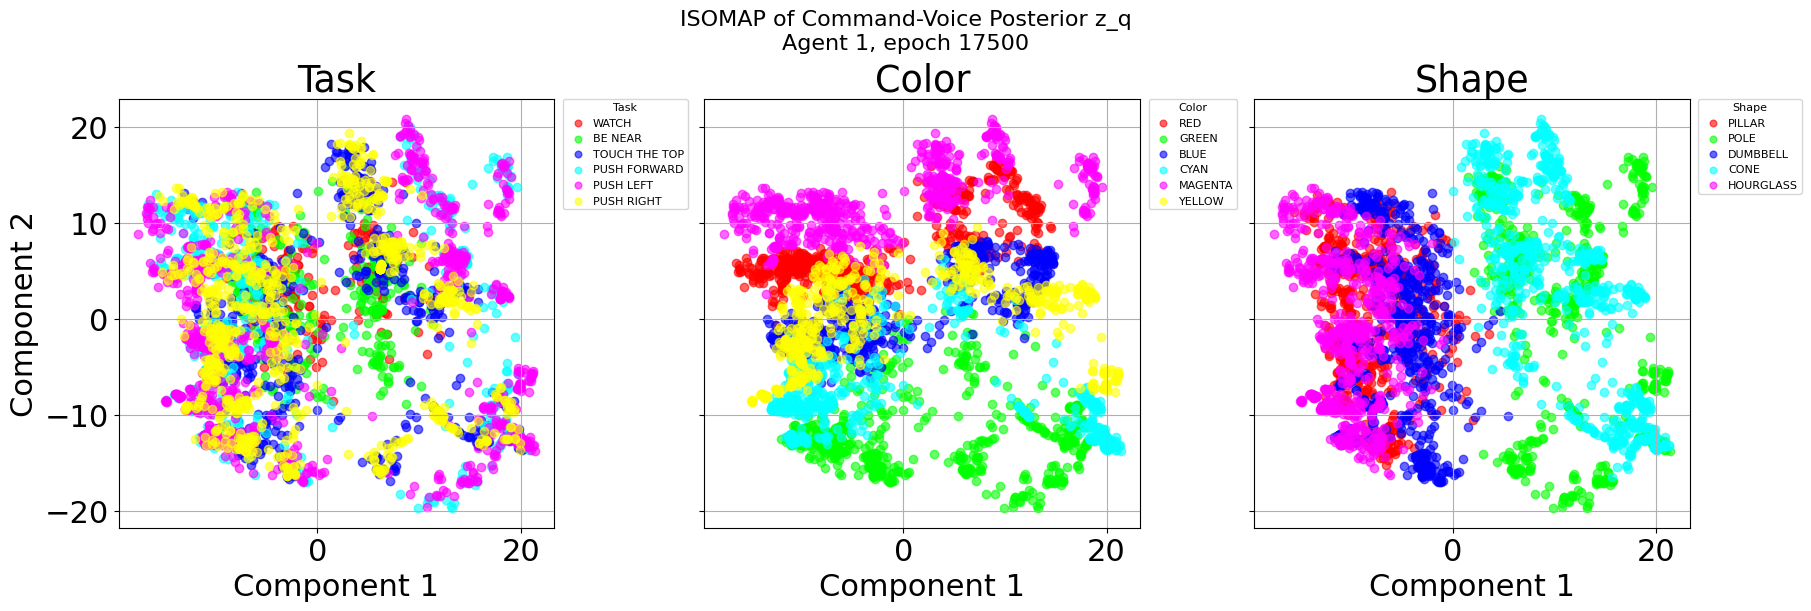 ISOMAP of Command-Voice Posterior z_q
Agent 1, epoch 17500
Task
Color
Shape
Task
WATCH
BE NEAR
TOUCH THE TOP
PUSH FORWARD
PUSH LEFT
PUSH RIGHT
Color
RED
GREEN
BLUE
CYAN
MAGENTA
YELLOW
Shape
PILLAR
POLE
DUMBBELL
CONE
HOURGLASS
Component 2
20
10
0
−10
−20
0
20
0
20
0
20
Component 1
Component 1
Component 1